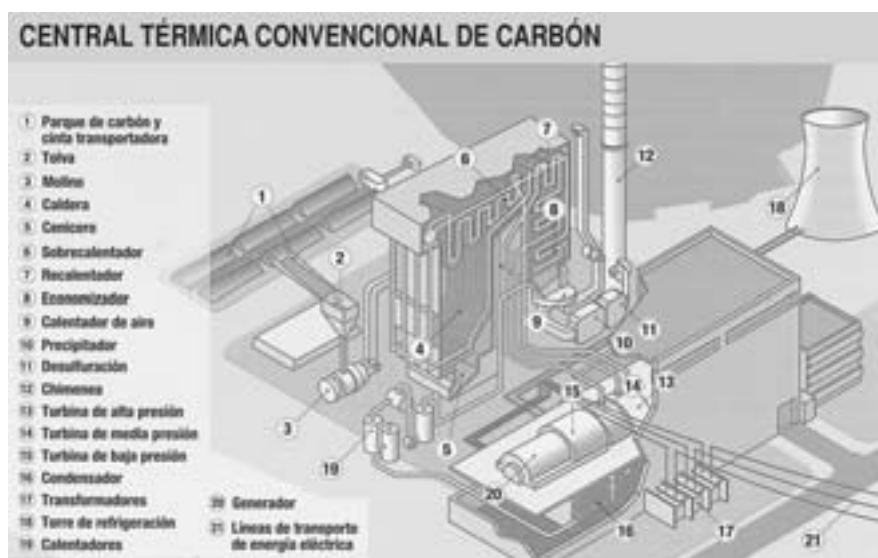 CENTRAL TÉRMICA CONVENCIONAL DE CARBÓN
1 Parque de carbón y
cinta transportadora
2 Tolva
3 Molino
4 Caldera
5 Cenicero
6 Sobrecalentador
7 Recalentador
8 Economizador
9 Calentador de aire
10 Precipitador
11 Desulfuración
12 Chimenea
13 Turbina de alta presión
14 Turbina de media presión
15 Turbina de baja presión
16 Condensador
17 Transformadores
18 Torre de refrigeración
19 Calentadores
20 Generador
21 Líneas de transporte
de energía eléctrica
1
2
3
4
5
6
7
8
9
10
11
12
13
14
15
16
17
18
19
20
21